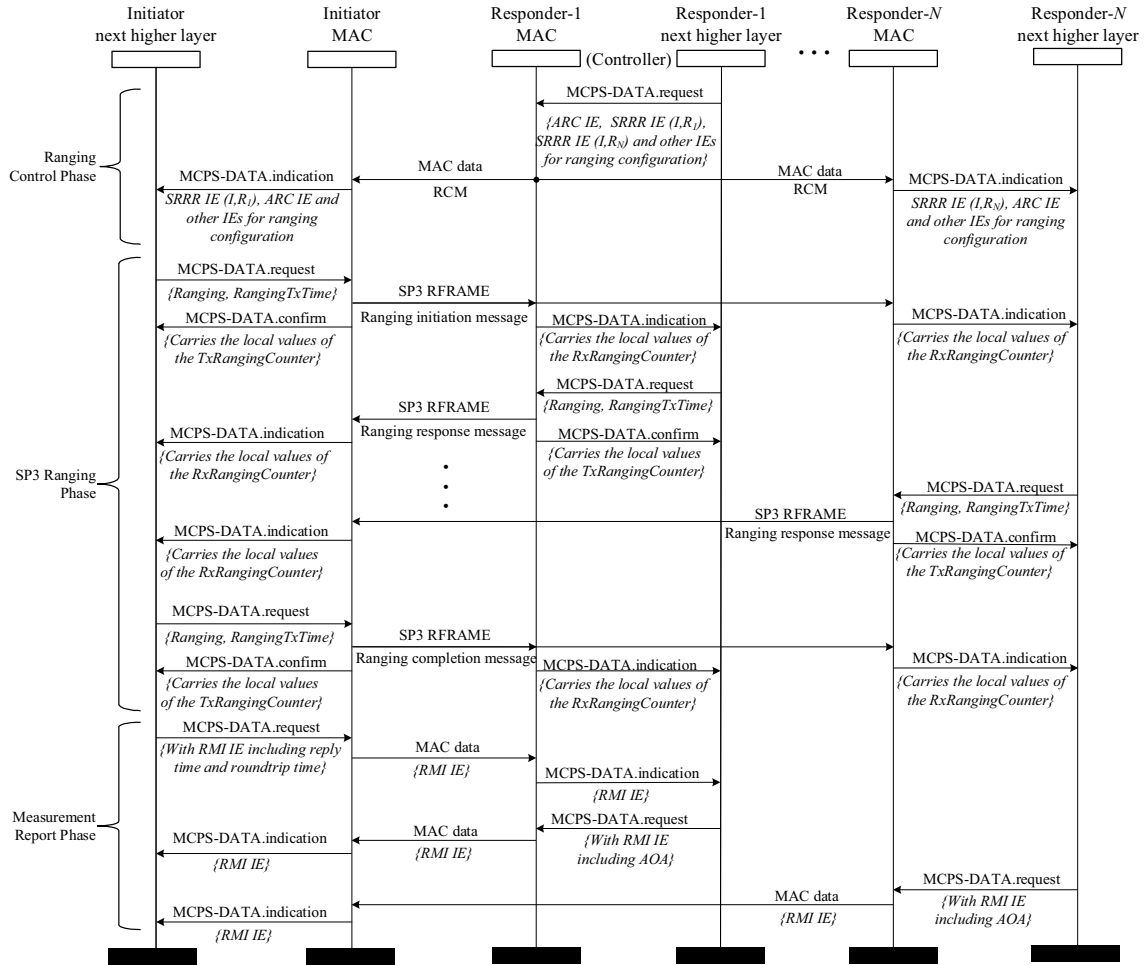 Initiator
next higher layer
Initiator
MAC
Responder-1
MAC
Responder-1
next higher layer
(Controller)
• • •
Responder-N
MAC
Responder-N
next higher layer
Ranging
Control Phase
MCPS-DATA.request
{ARC IE, SRRR IE (I,R1),
SRRR IE (I,RN) and other IEs
for ranging configuration}
MAC data
RCM
MAC data
RCM
MCPS-DATA.indication
SRRR IE (I,R1), ARC IE and
other IEs for ranging
configuration
MCPS-DATA.indication
SRRR IE (I,RN), ARC IE
and other IEs for ranging
configuration
SP3 Ranging
Phase
MCPS-DATA.request
{Ranging, RangingTxTime}
SP3 RFRAME
Ranging initiation message
MCPS-DATA.confirm
{Carries the local values of
the TxRangingCounter}
MCPS-DATA.indication
{Carries the local values
of the RxRangingCounter}
MCPS-DATA.indication
{Carries the local values of
the RxRangingCounter}
MCPS-DATA.request
{Ranging, RangingTxTime}
SP3 RFRAME
Ranging response message
MCPS-DATA.indication
{Carries the local values of
the RxRangingCounter}
MCPS-DATA.confirm
{Carries the local values
of the TxRangingCounter}
MCPS-DATA.request
{Ranging, RangingTxTime}
SP3 RFRAME
Ranging response message
MCPS-DATA.indication
{Carries the local values
of the RxRangingCounter}
MCPS-DATA.confirm
{Carries the local values of
the TxRangingCounter}
MCPS-DATA.request
{Ranging, RangingTxTime}
SP3 RFRAME
Ranging completion message
MCPS-DATA.confirm
{Carries the local values
of the TxRangingCounter}
MCPS-DATA.indication
{Carries the local values of
the RxRangingCounter}
MCPS-DATA.indication
{Carries the local values of
the RxRangingCounter}
Measurement
Report Phase
MCPS-DATA.request
{With RMI IE including reply
time and roundtrip time}
MAC data
{RMI IE}
MCPS-DATA.indication
{RMI IE}
MCPS-DATA.request
{With RMI IE
including AOA}
MAC data
{RMI IE}
MCPS-DATA.indication
{RMI IE}
MCPS-DATA.request
{With RMI IE
including AOA}
MAC data
{RMI IE}
MCPS-DATA.indication
{RMI IE}